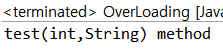 <terminated> OverLoading [Java
test(int,String) method